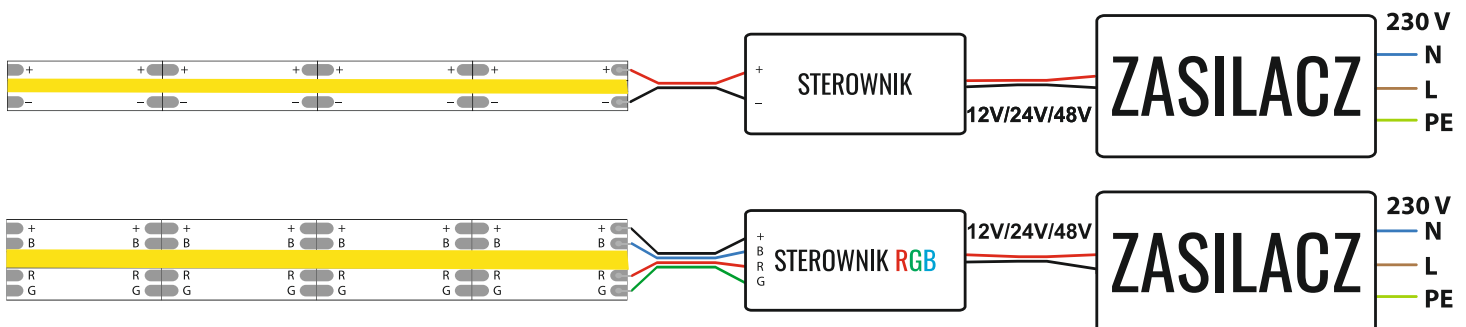 230 V
+ + + + + + + +
STEROWNIK
ZASILACZ
N
L
PE
+
–
12V/24V/48V
– – – – – – –
230 V
12V/24V/48V
+ + + + + + + +
B B B B B B B B
R R R R R R R R
G G G G G G G G
+
B
R
G
STEROWNIK RGB
ZASILACZ
N
L
PE